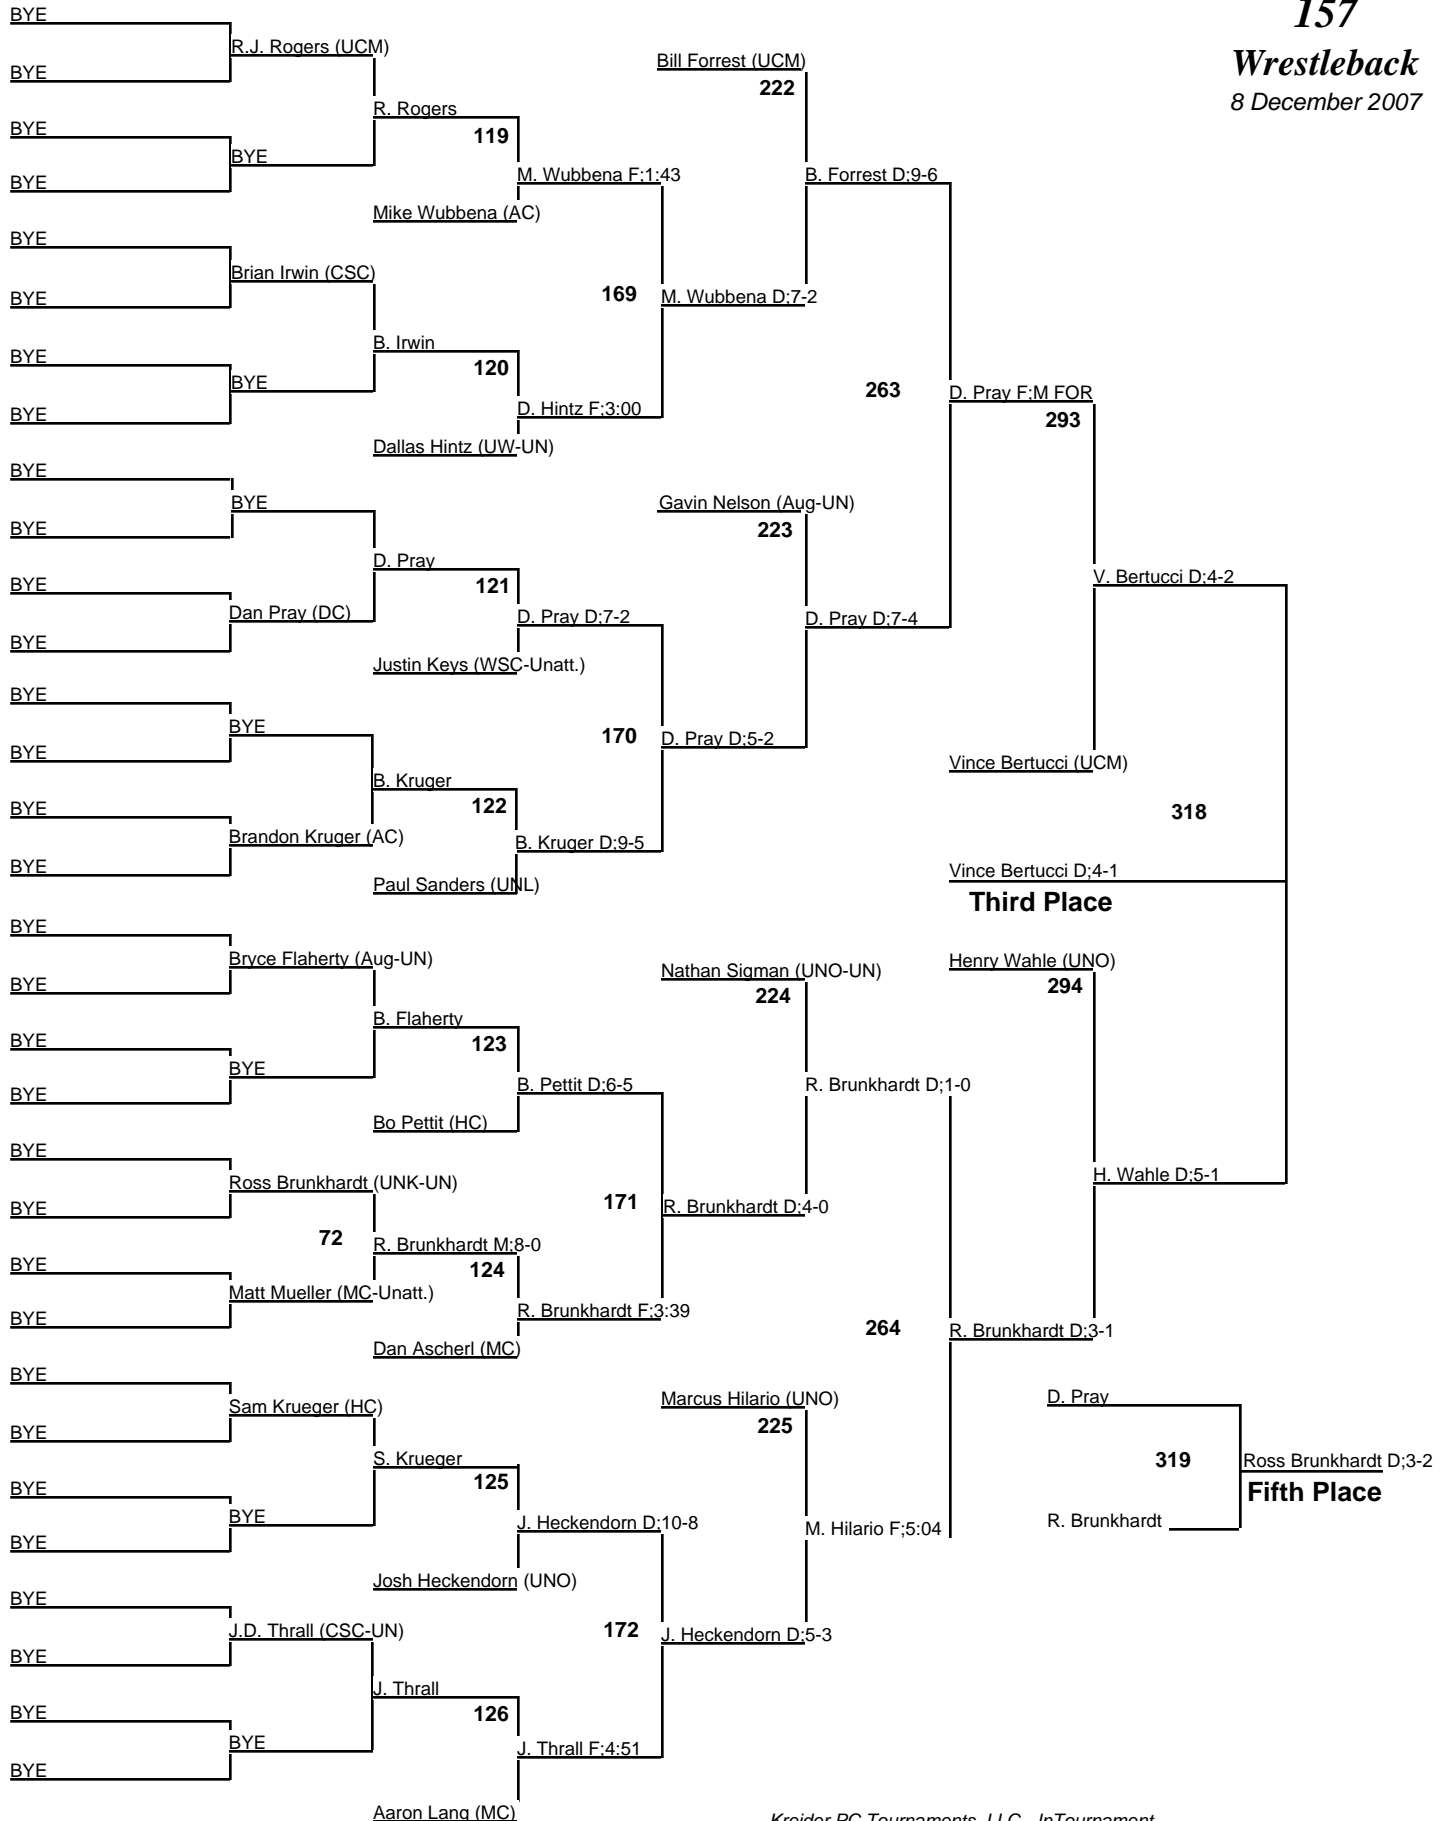 157
Wrestleback
8 December 2007
BYE
R.J. Rogers (UCM)
BYE
R. Rogers
119
BYE
BYE
BYE
M. Wubbena F;1:43
Mike Wubbena (AC)
BYE
Brian Irwin (CSC)
BYE
169
M. Wubbena D;7-2
B. Irwin
120
BYE
BYE
BYE
D. Hintz F;3:00
Dallas Hintz (UW-UN)
Bill Forrest (UCM)
222
B. Forrest D;9-6
263
D. Pray F;M FOR
293
BYE
BYE
BYE
D. Pray
121
BYE
Dan Pray (DC)
BYE
D. Pray D;7-2
Justin Keys (WSC-Unatt.)
Gavin Nelson (Aug-UN)
223
D. Pray D;7-4
V. Bertucci D;4-2
BYE
BYE
BYE
170
D. Pray D;5-2
B. Kruger
122
BYE
Brandon Kruger (AC)
BYE
B. Kruger D;9-5
Paul Sanders (UNL)
Vince Bertucci (UCM)
318
Vince Bertucci D;4-1
Third Place
BYE
Bryce Flaherty (Aug-UN)
BYE
B. Flaherty
123
BYE
BYE
BYE
B. Pettit D;6-5
Bo Pettit (HC)
Nathan Sigman (UNO-UN)
224
R. Brunkhardt D;1-0
Henry Wahle (UNO)
294
H. Wahle D;5-1
BYE
Ross Brunkhardt (UNK-UN)
BYE
171
R. Brunkhardt D;4-0
72
R. Brunkhardt M;8-0
124
BYE
Matt Mueller (MC-Unatt.)
BYE
R. Brunkhardt F;3:39
Dan Ascherl (MC)
264
R. Brunkhardt D;3-1
BYE
Sam Krueger (HC)
BYE
S. Krueger
125
BYE
BYE
BYE
J. Heckendorn D;10-8
Josh Heckendorn (UNO)
Marcus Hilario (UNO)
225
M. Hilario F;5:04
D. Pray
319
Ross Brunkhardt D;3-2
Fifth Place
R. Brunkhardt
BYE
J.D. Thrall (CSC-UN)
BYE
172
J. Heckendorn D;5-3
J. Thrall
126
BYE
BYE
BYE
J. Thrall F;4:51
Aaron Lang (MC)
Kreider PC Tournaments, LLC - InTournament